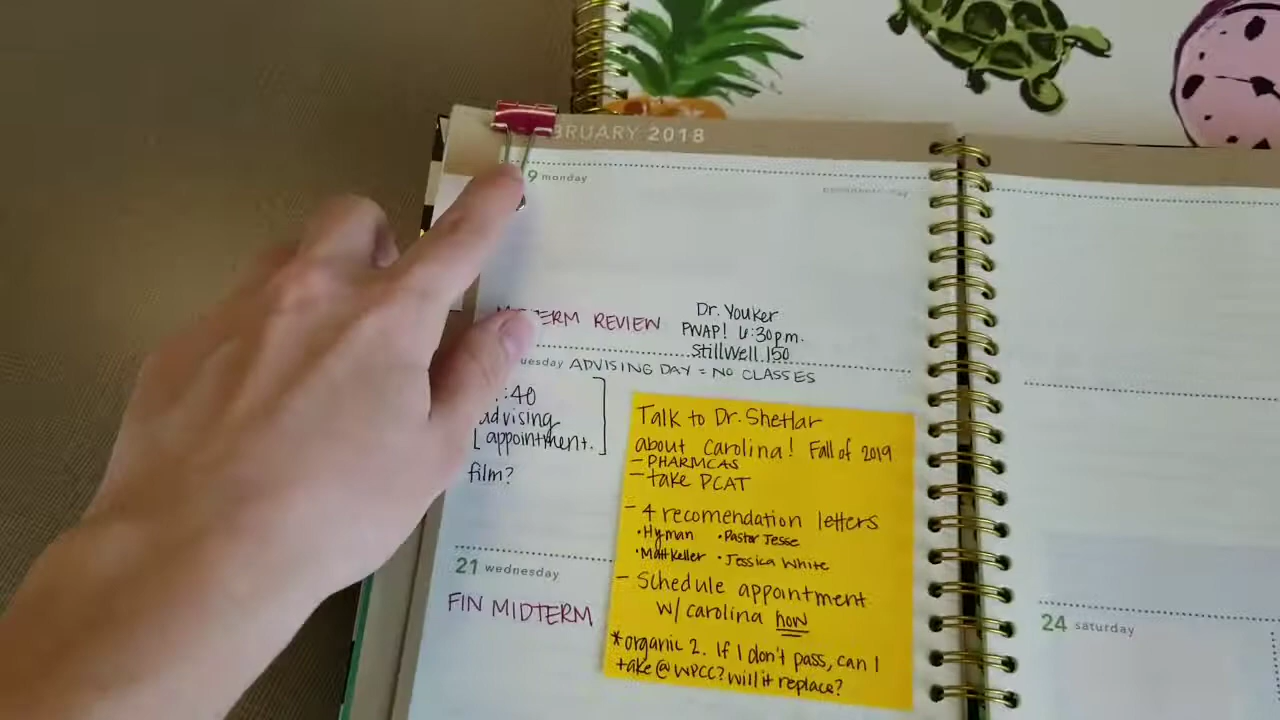 BRUARY 2018
9 monday
TERM REVIEW
Dr. Youker
PWAP! 6:30pm.
Stillwell 150
uesday ADVISING DAY = NO CLASSES
:40
advising
appointment.
film?
Talk to Dr. Shetlar
about Carolina! Fall of 2019
- PHARMCAS
- take PCAT
- 4 recomendation letters
• Hyman • Pastor Jesse
• Matt Keller • Jessica White
- Schedule appointment
w/ carolina now
* organic 2. If I don't pass, can I
take @ WPCC? will it replace?
21 wednesday
FIN MIDTERM
24 saturday